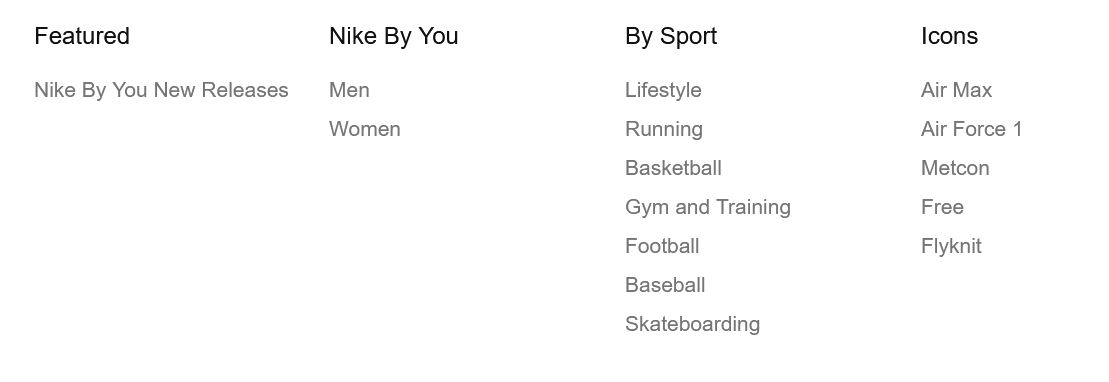 Featured
Nike By You New Releases
Nike By You
Men
Women
By Sport
Lifestyle
Running
Basketball
Gym and Training
Football
Baseball
Skateboarding
Icons
Air Max
Air Force 1
Metcon
Free
Flyknit